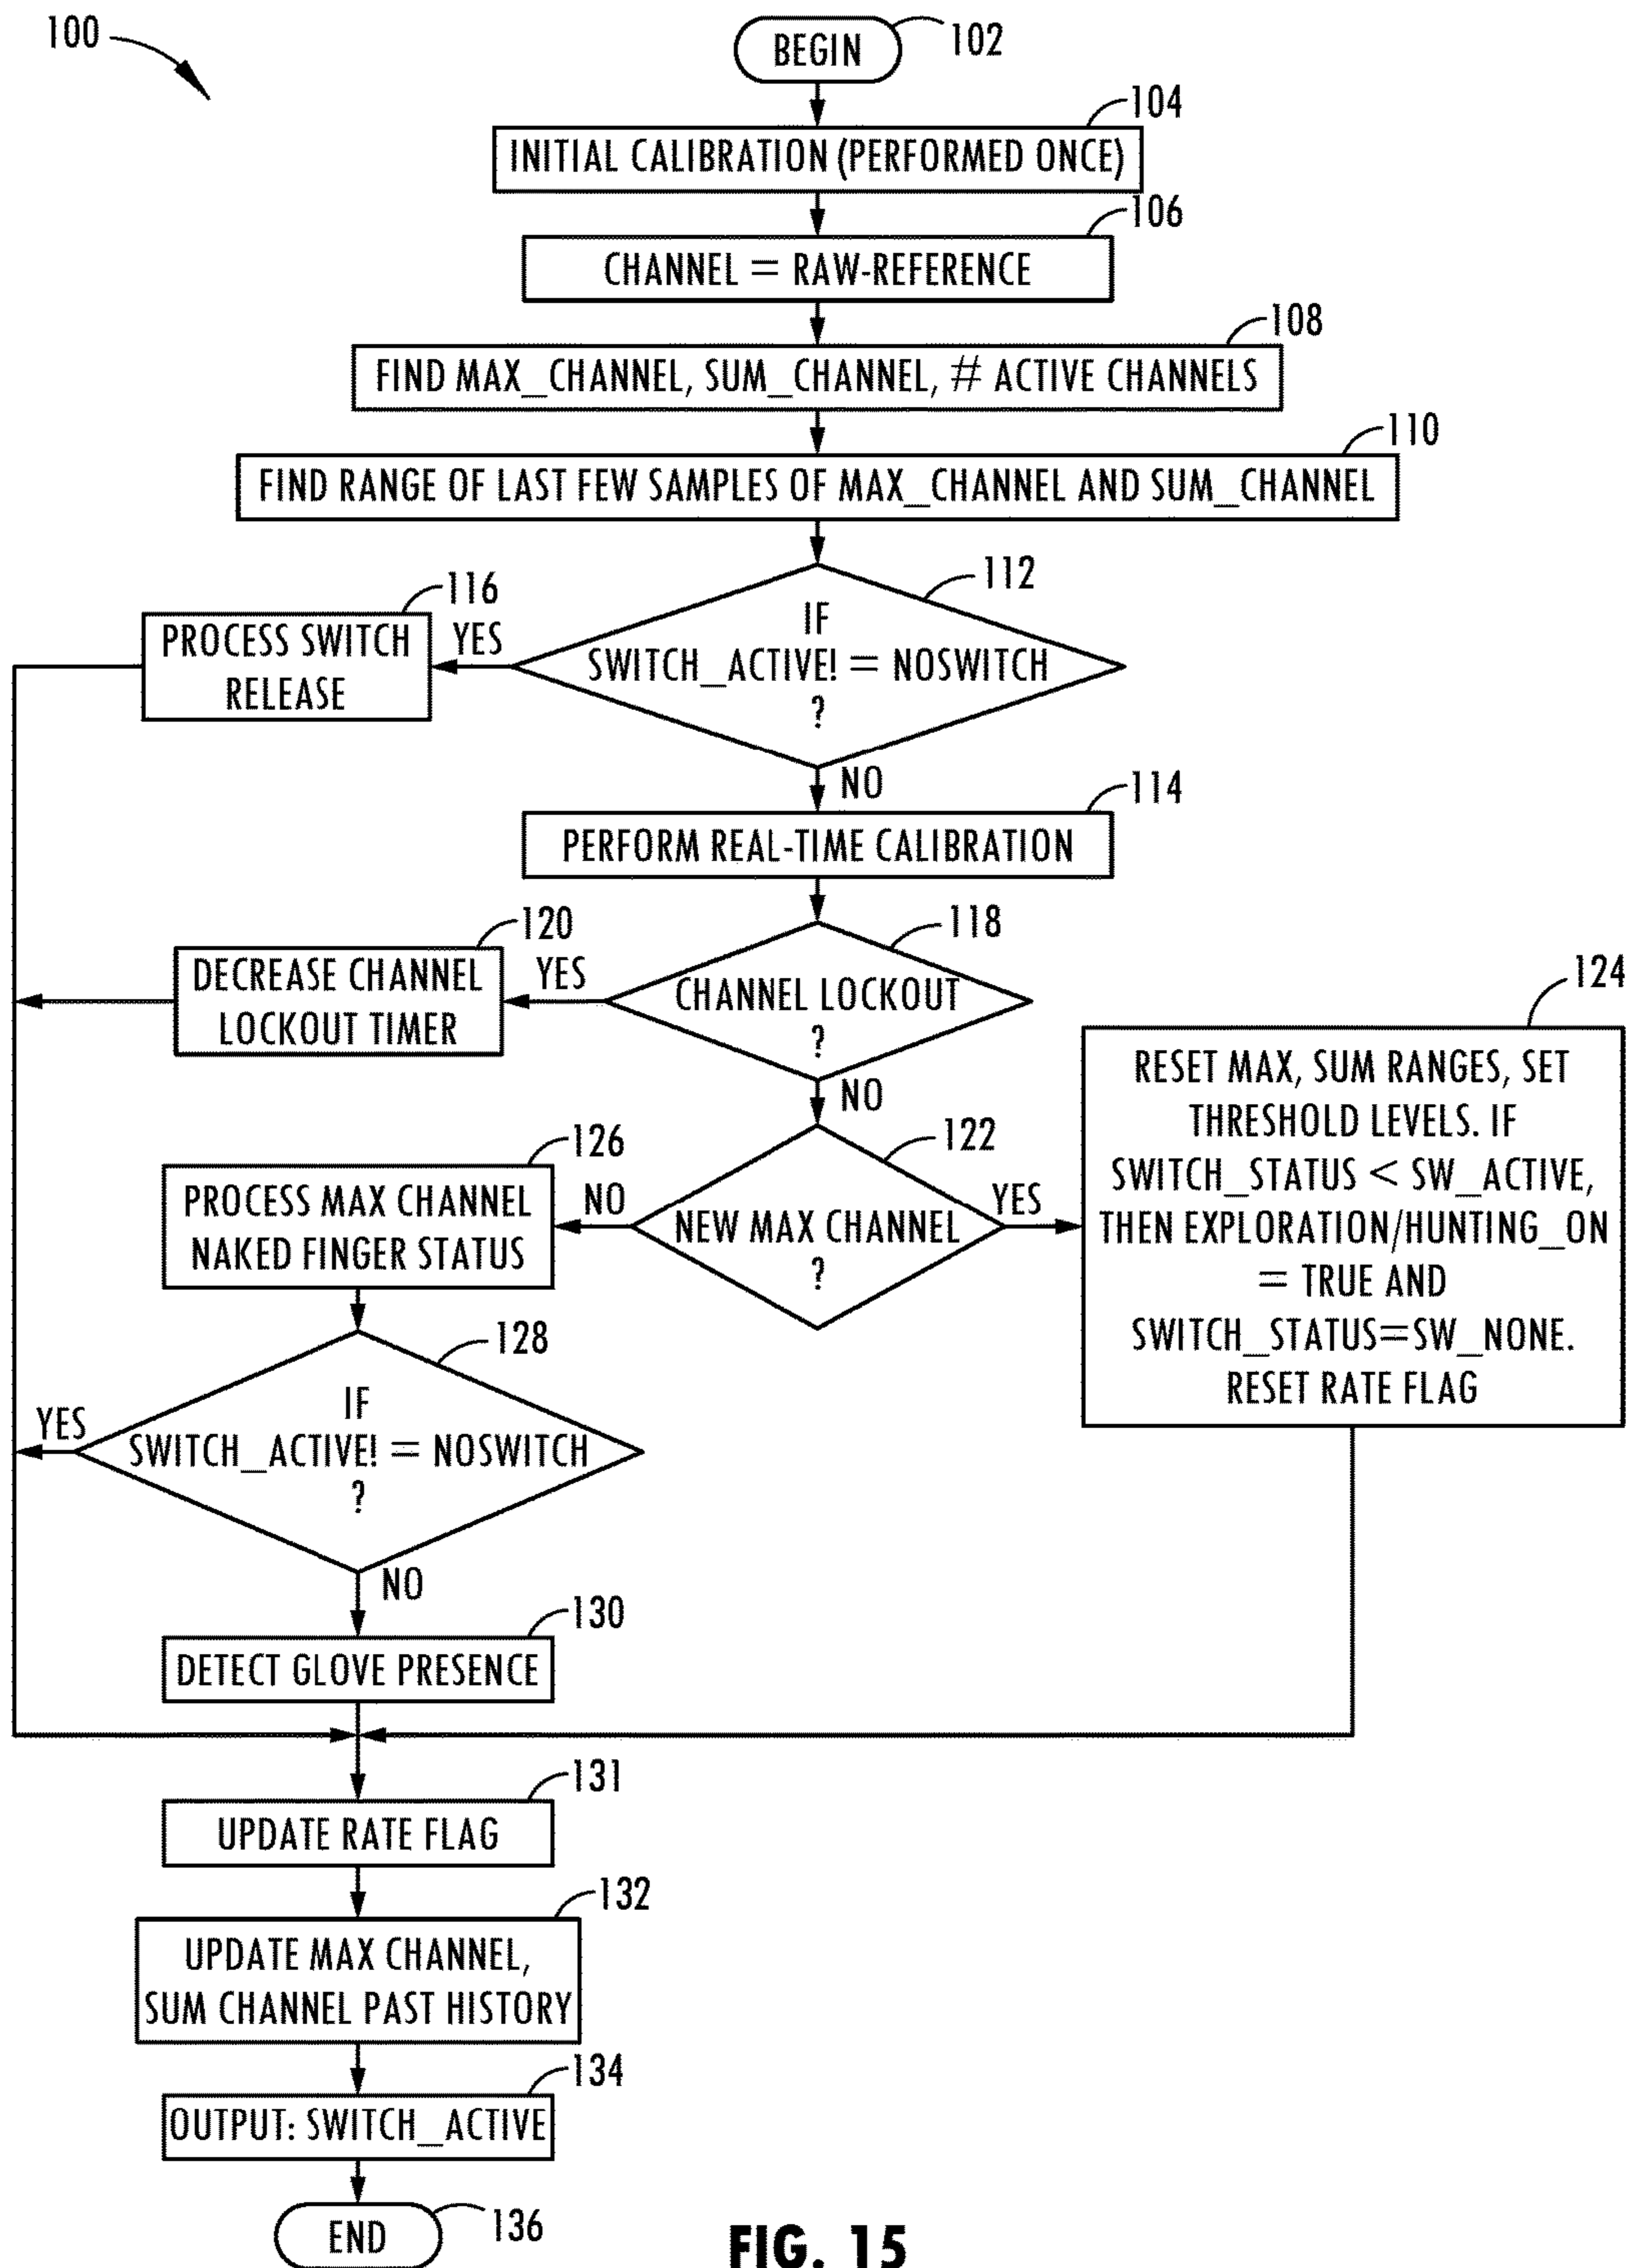 100
BEGIN
102
104
INITIAL CALIBRATION (PERFORMED ONCE)
106
CHANNEL = RAW-REFERENCE
108
FIND MAX_CHANNEL, SUM_CHANNEL, # ACTIVE CHANNELS
110
FIND RANGE OF LAST FEW SAMPLES OF MAX_CHANNEL AND SUM_CHANNEL
112
IF
SWITCH_ACTIVE! = NOSWITCH
?
YES
116
PROCESS SWITCH
RELEASE
NO
114
PERFORM REAL-TIME CALIBRATION
118
CHANNEL LOCKOUT
?
YES
120
DECREASE CHANNEL
LOCKOUT TIMER
NO
122
NEW MAX CHANNEL
?
YES
124
RESET MAX, SUM RANGES, SET
THRESHOLD LEVELS. IF
SWITCH_STATUS < SW_ACTIVE,
THEN EXPLORATION/HUNTING_ON
= TRUE AND
SWITCH_STATUS=SW_NONE.
RESET RATE FLAG
NO
126
PROCESS MAX CHANNEL
NAKED FINGER STATUS
128
IF
SWITCH_ACTIVE! = NOSWITCH
?
YES
NO
130
DETECT GLOVE PRESENCE
131
UPDATE RATE FLAG
132
UPDATE MAX CHANNEL,
SUM CHANNEL PAST HISTORY
134
OUTPUT: SWITCH_ACTIVE
END
136
FIG. 15